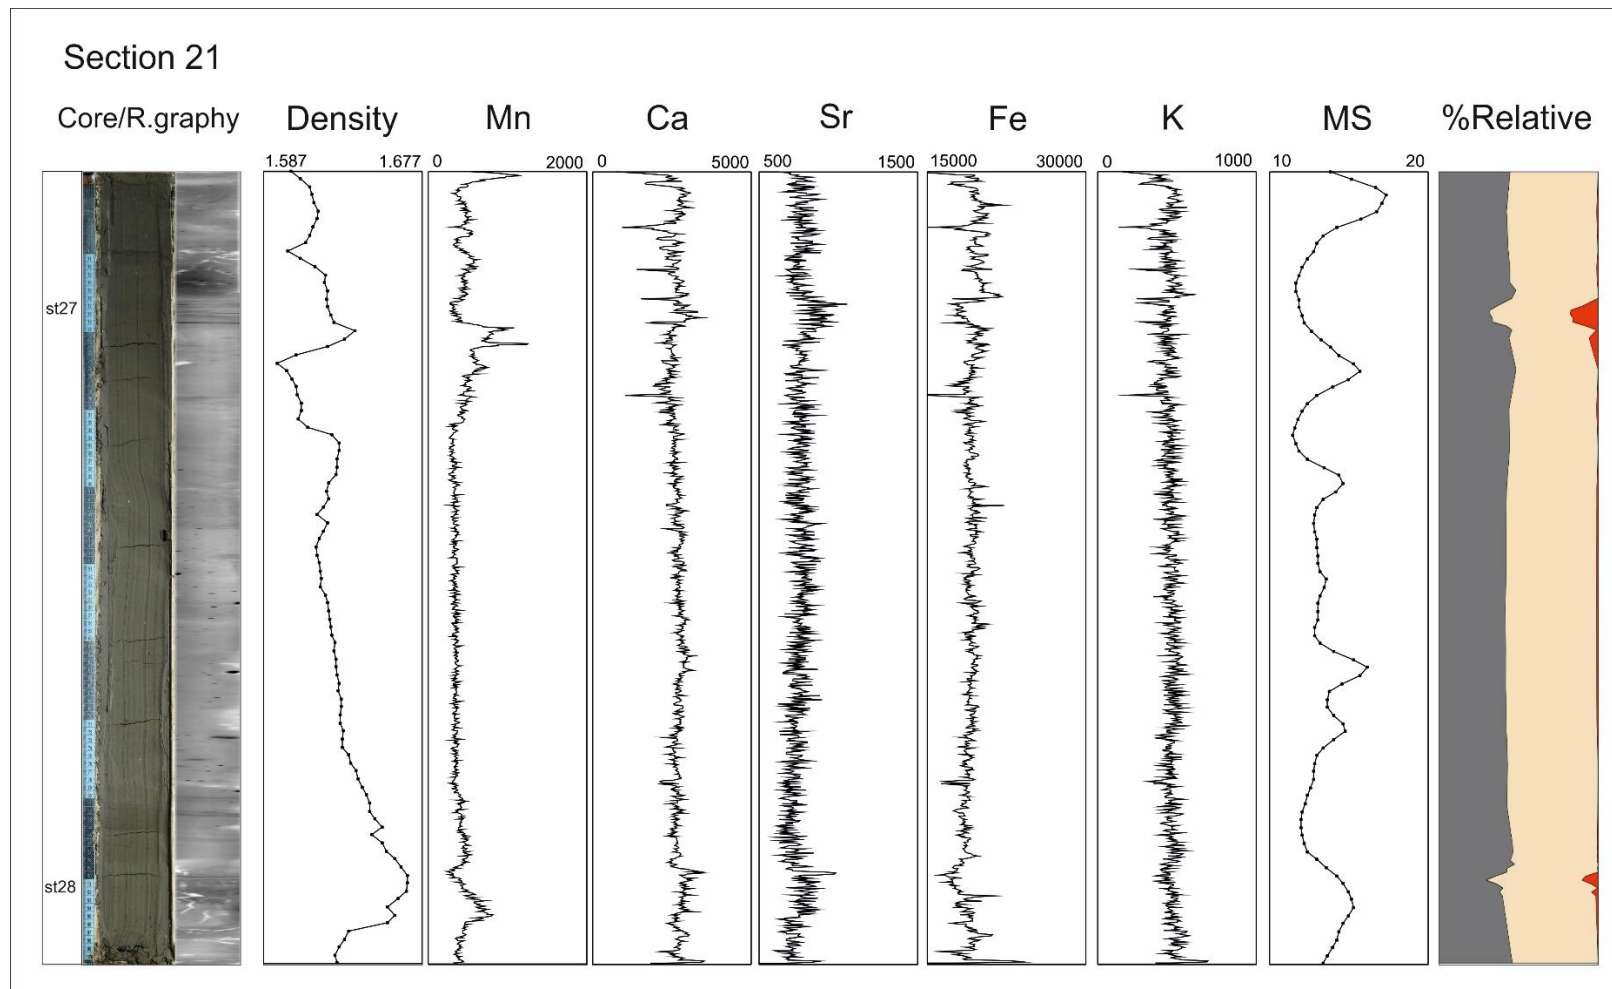 Section 21
Core/R.graphy Density Mn Ca Sr Fe K MS %Relative
1.587 1.677 0 2000 0 5000 500 1500 15000 30000 0 1000 10 20
st27
st28